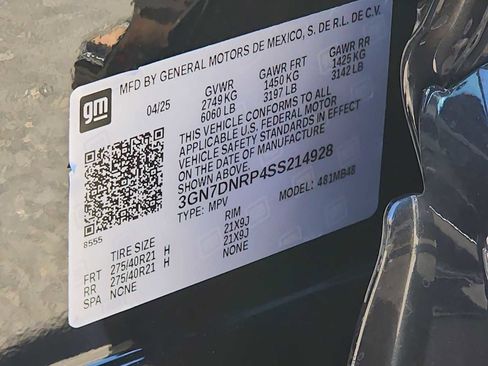 MFD BY GENERAL MOTORS DE MEXICO, S. DE R.L. DE C.V.
gm
04/25 GVWR GAWR FRT GAWR RR
2749 KG 1450 KG 1425 KG
6060 LB 3197 LB 3142 LB
THIS VEHICLE CONFORMS TO ALL
APPLICABLE U.S. FEDERAL MOTOR
VEHICLE SAFETY STANDARDS IN EFFECT
ON THE DATE OF MANUFACTURE
SHOWN ABOVE.
3GN7DNRP4SS214928
TYPE: MPV MODEL: 481MB48
8555
TIRE SIZE RIM
FRT 275/40R21 H 21X9J
RR 275/40R21 H 21X9J
SPA NONE NONE